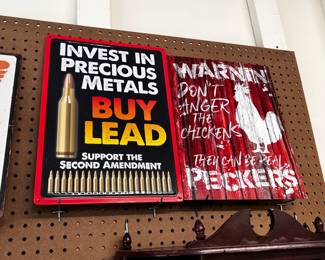 INVEST IN
PRECIOUS
METALS
BUY
LEAD
SUPPORT THE
SECOND AMENDMENT
WARNIN
DON'T
ANGER
THE
CHICKENS
THEY CAN BE REAL
PECKERS